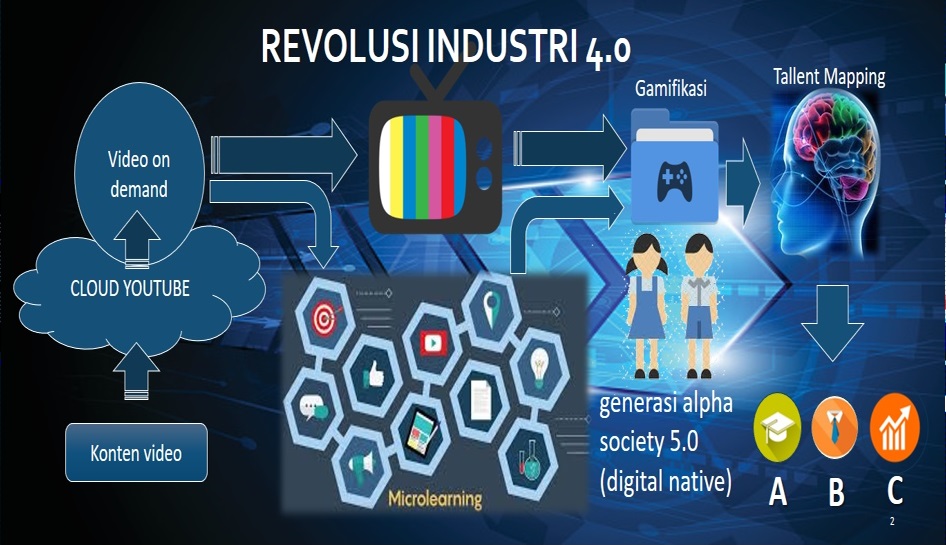 REVOLUSI INDUSTRI 4.0
Gamifikasi
Tallent Mapping
Video on
demand
CLOUD YOUTUBE
Konten video
Microlearning
generasi alpha
society 5.0
(digital native)
A
B
C
2